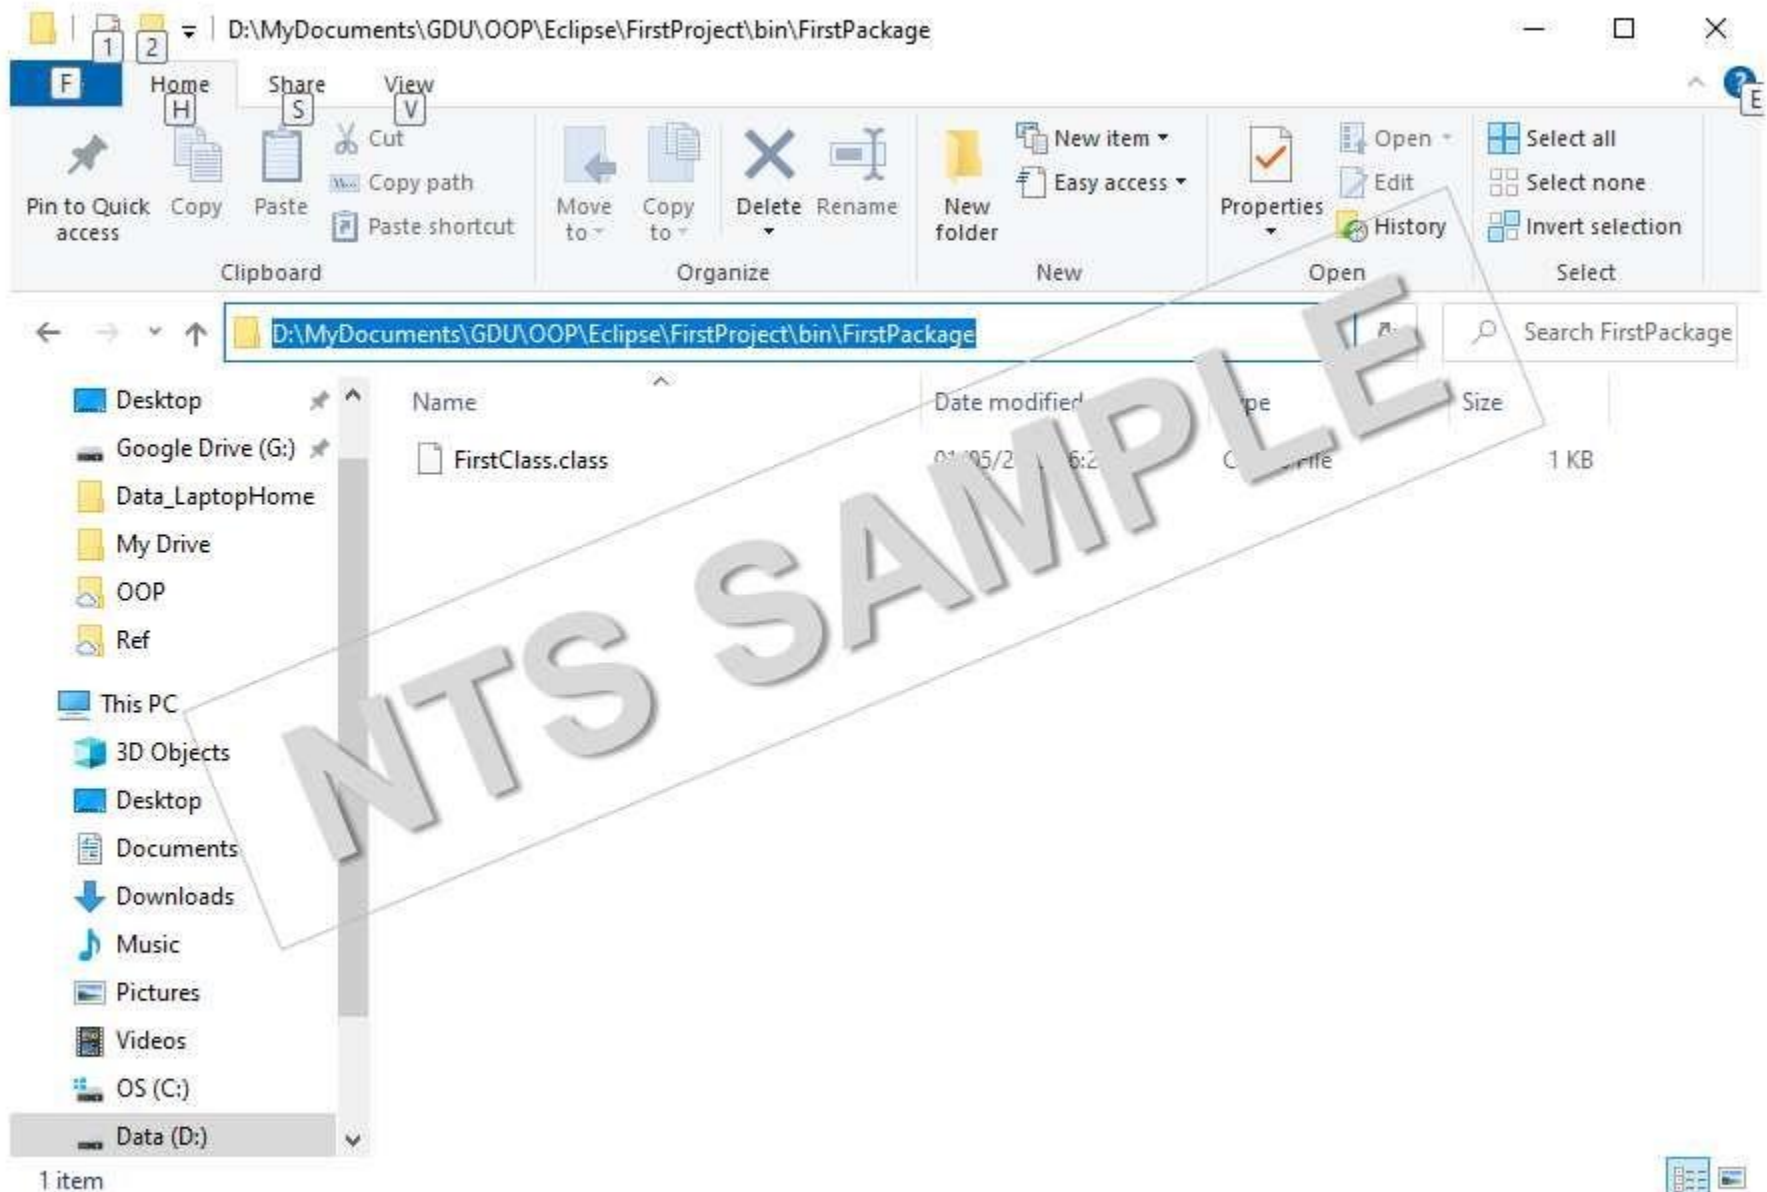 D:\MyDocuments\GDU\OOP\Eclipse\FirstProject\bin\FirstPackage
1 2
F Home Share View
H S V E
Pin to Quick access
Copy
Paste
Cut
Copy path
Paste shortcut
Clipboard
Move to
Copy to
Delete
Rename
Organize
New folder
New item
Easy access
New
Properties
Open
Edit
History
Open
Select all
Select none
Invert selection
Select
D:\MyDocuments\GDU\OOP\Eclipse\FirstProject\bin\FirstPackage
Search FirstPackage
Desktop
Google Drive (G:)
Data_LaptopHome
My Drive
OOP
Ref
This PC
3D Objects
Desktop
Documents
Downloads
Music
Pictures
Videos
OS (C:)
Data (D:)
Name Date modified Size
FirstClass.class 1 KB
NTS SAMPLE
1 item